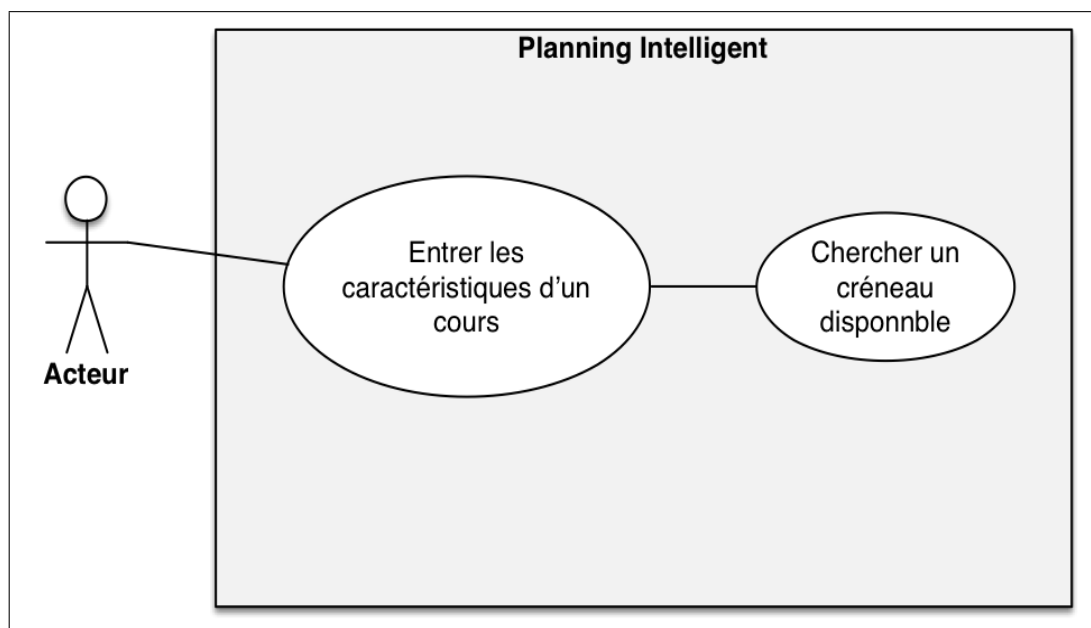 Planning Intelligent
Entrer les
caractéristiques d'un
cours
Chercher un
créneau
disponnble
Acteur